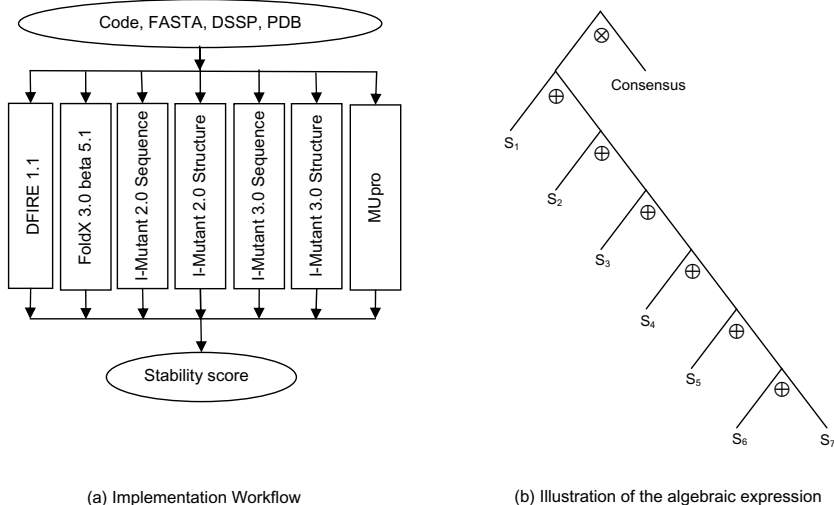 Code, FASTA, DSSP, PDB
DFIRE 1.1
FoldX 3.0 beta 5.1
I-Mutant 2.0 Sequence
I-Mutant 2.0 Structure
I-Mutant 3.0 Sequence
I-Mutant 3.0 Structure
MUpro
Stability score
(a) Implementation Workflow
Consensus
S1
S2
S3
S4
S5
S6
S7
(b) Illustration of the algebraic expression